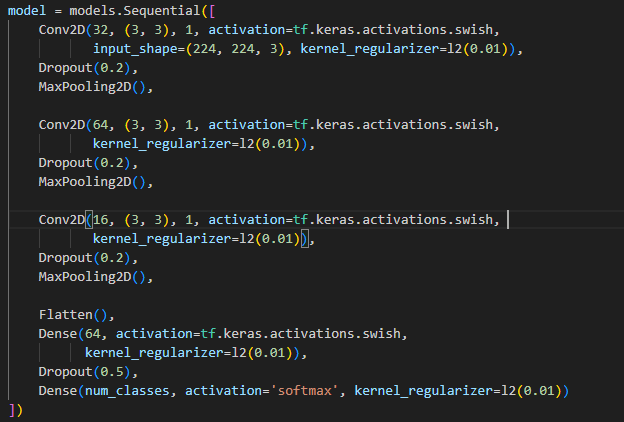 model = models.Sequential([
    Conv2D(32, (3, 3), 1, activation=tf.keras.activations.swish,
           input_shape=(224, 224, 3), kernel_regularizer=l2(0.01)),
    Dropout(0.2),
    MaxPooling2D(),

    Conv2D(64, (3, 3), 1, activation=tf.keras.activations.swish,
           kernel_regularizer=l2(0.01)),
    Dropout(0.2),
    MaxPooling2D(),

    Conv2D(16, (3, 3), 1, activation=tf.keras.activations.swish,
           kernel_regularizer=l2(0.01)),
    Dropout(0.2),
    MaxPooling2D(),

    Flatten(),
    Dense(64, activation=tf.keras.activations.swish,
          kernel_regularizer=l2(0.01)),
    Dropout(0.5),
    Dense(num_classes, activation='softmax', kernel_regularizer=l2(0.01))
])